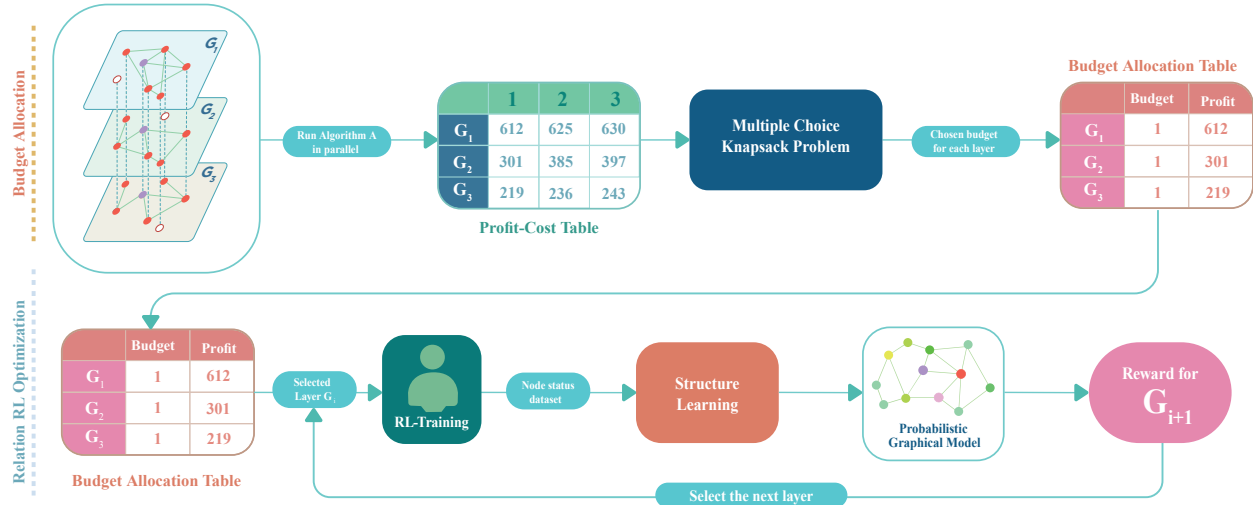 Budget Allocation
G1
G2
G3
Run Algorithm A
in parallel
1 2 3
G1 612 625 630
G2 301 385 397
G3 219 236 243
Profit-Cost Table
Multiple Choice
Knapsack Problem
Chosen budget
for each layer
Budget Allocation Table
Budget Profit
G1 1 612
G2 1 301
G3 1 219
Relation RL Optimization
Budget Profit
G1 1 612
G2 1 301
G3 1 219
Budget Allocation Table
Selected
Layer G
RL-Training
Node status
dataset
Structure
Learning
Probabilistic
Graphical Model
Reward for
Gi+1
Select the next layer